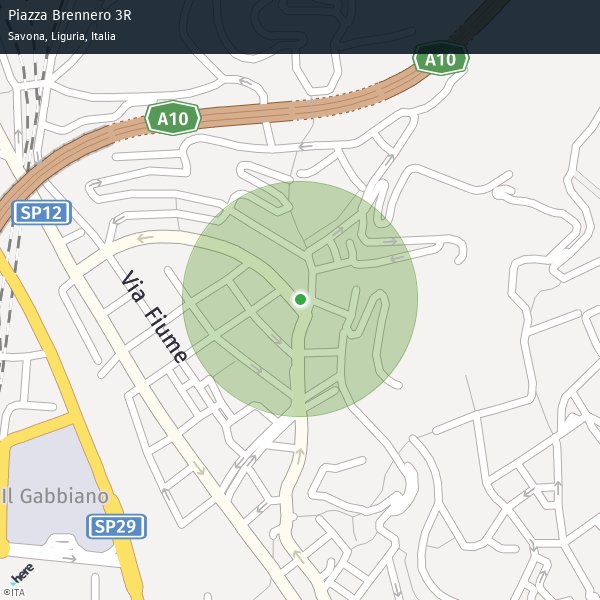 Piazza Brennero 3R
Savona, Liguria, Italia
A10
A10
SP12
Via Fiume
Il Gabbiano
SP29
here
©ITA